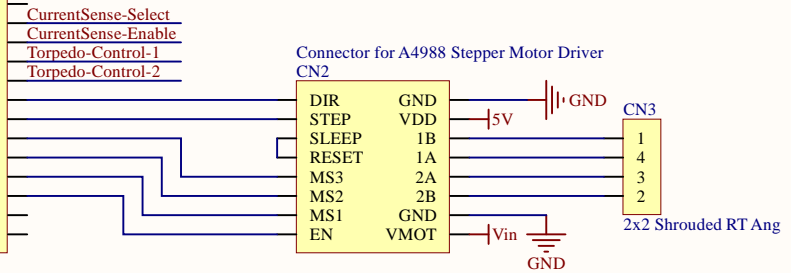 CurrentSense-Select
CurrentSense-Enable
Torpedo-Control-1
Torpedo-Control-2
Connector for A4988 Stepper Motor Driver
CN2
DIR GND
STEP VDD
SLEEP 1B
RESET 1A
MS3 2A
MS2 2B
MS1 GND
EN VMOT
GND
5V
Vin
GND
CN3
1
4
3
2
2x2 Shrouded RT Ang